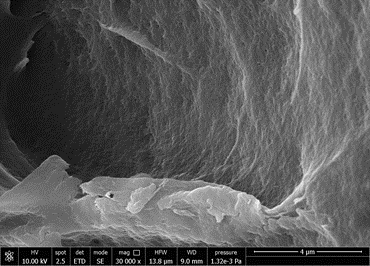 HV spot det mode mag □ HFW WD pressure
4 µm
10.00 kV 2.5 ETD SE 30 000 x 13.8 µm 9.0 mm 1.32e-3 Pa